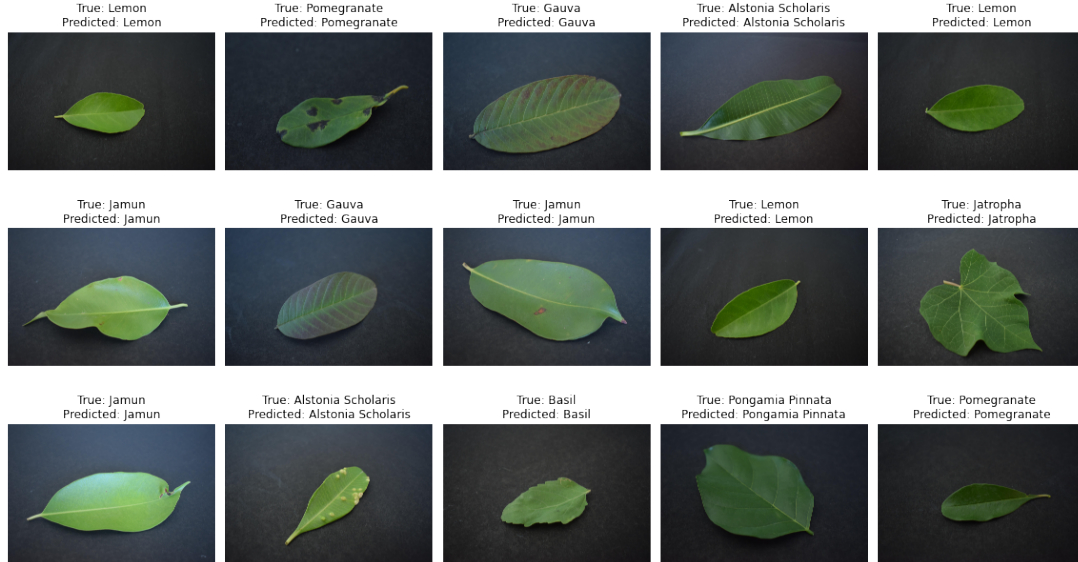 True: Lemon
Predicted: Lemon
True: Pomegranate
Predicted: Pomegranate
True: Gauva
Predicted: Gauva
True: Alstonia Scholaris
Predicted: Alstonia Scholaris
True: Lemon
Predicted: Lemon
True: Jamun
Predicted: Jamun
True: Gauva
Predicted: Gauva
True: Jamun
Predicted: Jamun
True: Lemon
Predicted: Lemon
True: Jatropha
Predicted: Jatropha
True: Jamun
Predicted: Jamun
True: Alstonia Scholaris
Predicted: Alstonia Scholaris
True: Basil
Predicted: Basil
True: Pongamia Pinnata
Predicted: Pongamia Pinnata
True: Pomegranate
Predicted: Pomegranate